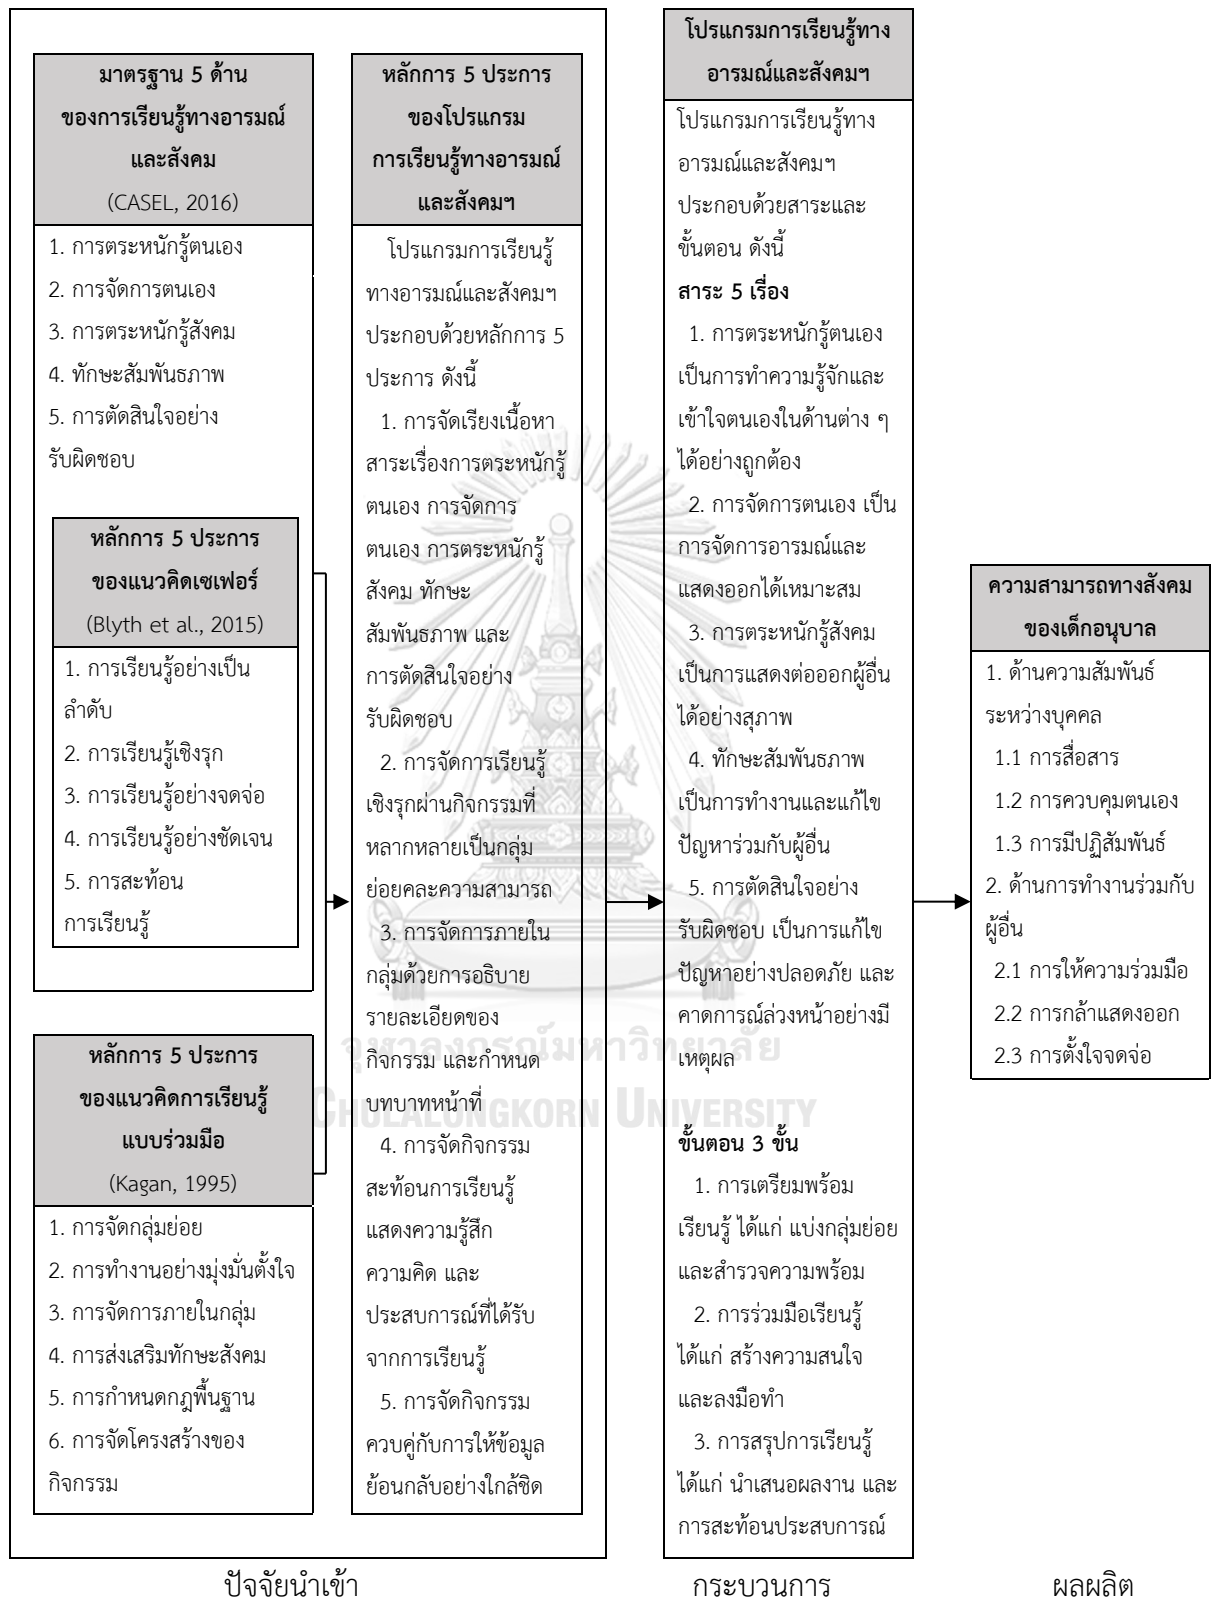 มาตรฐาน 5 ด้าน
ของการเรียนรู้ทางอารมณ์
และสังคม
(CASEL, 2016)
1. การตระหนักรู้ตนเอง
2. การจัดการตนเอง
3. การตระหนักรู้สังคม
4. ทักษะสัมพันธภาพ
5. การตัดสินใจอย่าง
รับผิดชอบ
หลักการ 5 ประการ
ของแนวคิดเซเฟอร์
(Blyth et al., 2015)
1. การเรียนรู้อย่างเป็น
ลำดับ
2. การเรียนรู้เชิงรุก
3. การเรียนรู้อย่างจดจ่อ
4. การเรียนรู้อย่างชัดเจน
5. การสะท้อน
การเรียนรู้
หลักการ 5 ประการ
ของแนวคิดการเรียนรู้
แบบร่วมมือ
(Kagan, 1995)
1. การจัดกลุ่มย่อย
2. การทำงานอย่างมุ่งมั่นตั้งใจ
3. การจัดการภายในกลุ่ม
4. การส่งเสริมทักษะสังคม
5. การกำหนดกฎพื้นฐาน
6. การจัดโครงสร้างของ
กิจกรรม
หลักการ 5 ประการ
ของโปรแกรม
การเรียนรู้ทางอารมณ์
และสังคมฯ
โปรแกรมการเรียนรู้
ทางอารมณ์และสังคมฯ
ประกอบด้วยหลักการ 5
ประการ ดังนี้
1. การจัดเรียงเนื้อหา
สาระเรื่องการตระหนักรู้
ตนเอง การจัดการ
ตนเอง การตระหนักรู้
สังคม ทักษะ
สัมพันธภาพ และ
การตัดสินใจอย่าง
รับผิดชอบ
2. การจัดการเรียนรู้
เชิงรุกผ่านกิจกรรมที่
หลากหลายเป็นกลุ่ม
ย่อยคละความสามารถ
3. การจัดการภายใน
กลุ่มด้วยการอธิบาย
รายละเอียดของ
กิจกรรม และกำหนด
บทบาทหน้าที่
4. การจัดกิจกรรม
สะท้อนการเรียนรู้
แสดงความรู้สึก
ความคิด และ
ประสบการณ์ที่ได้รับ
จากการเรียนรู้
5. การจัดกิจกรรม
ควบคู่กับการให้ข้อมูล
ย้อนกลับอย่างใกล้ชิด
โปรแกรมการเรียนรู้ทาง
อารมณ์และสังคมฯ
โปรแกรมการเรียนรู้ทาง
อารมณ์และสังคมฯ
ประกอบด้วยสาระและ
ขั้นตอน ดังนี้
สาระ 5 เรื่อง
1. การตระหนักรู้ตนเอง
เป็นการทำความรู้จักและ
เข้าใจตนเองในด้านต่าง ๆ
ได้อย่างถูกต้อง
2. การจัดการตนเอง เป็น
การจัดการอารมณ์และ
แสดงออกได้เหมาะสม
3. การตระหนักรู้สังคม
เป็นการแสดงต่อออกผู้อื่น
ได้อย่างสุภาพ
4. ทักษะสัมพันธภาพ
เป็นการทำงานและแก้ไข
ปัญหาร่วมกับผู้อื่น
5. การตัดสินใจอย่าง
รับผิดชอบ เป็นการแก้ไข
ปัญหาอย่างปลอดภัย และ
คาดการณ์ล่วงหน้าอย่างมี
เหตุผล
ขั้นตอน 3 ขั้น
1. การเตรียมพร้อม
เรียนรู้ ได้แก่ แบ่งกลุ่มย่อย
และสำรวจความพร้อม
2. การร่วมมือเรียนรู้
ได้แก่ สร้างความสนใจ
และลงมือทำ
3. การสรุปการเรียนรู้
ได้แก่ นำเสนอผลงาน และ
การสะท้อนประสบการณ์
ความสามารถทางสังคม
ของเด็กอนุบาล
1. ด้านความสัมพันธ์
ระหว่างบุคคล
1.1 การสื่อสาร
1.2 การควบคุมตนเอง
1.3 การมีปฏิสัมพันธ์
2. ด้านการทำงานร่วมกับ
ผู้อื่น
2.1 การให้ความร่วมมือ
2.2 การกล้าแสดงออก
2.3 การตั้งใจจดจ่อ
จุฬาลงกรณ์มหาวิทยาลัย
CHULALONGKORN UNIVERSITY
ปัจจัยนำเข้า
กระบวนการ
ผลผลิต